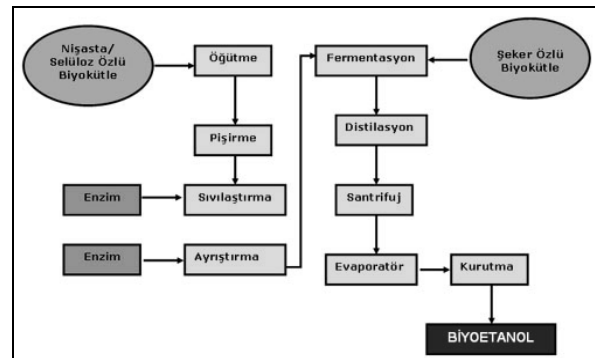 Nişasta/
Selüloz Özlü
Biyokütle
Öğütme
Fermentasyon
Şeker Özlü
Biyokütle
Pişirme
Distilasyon
Enzim
Sıvılaştırma
Santrifuj
Enzim
Ayrıştırma
Evaporatör
Kurutma
BİYOETANOL